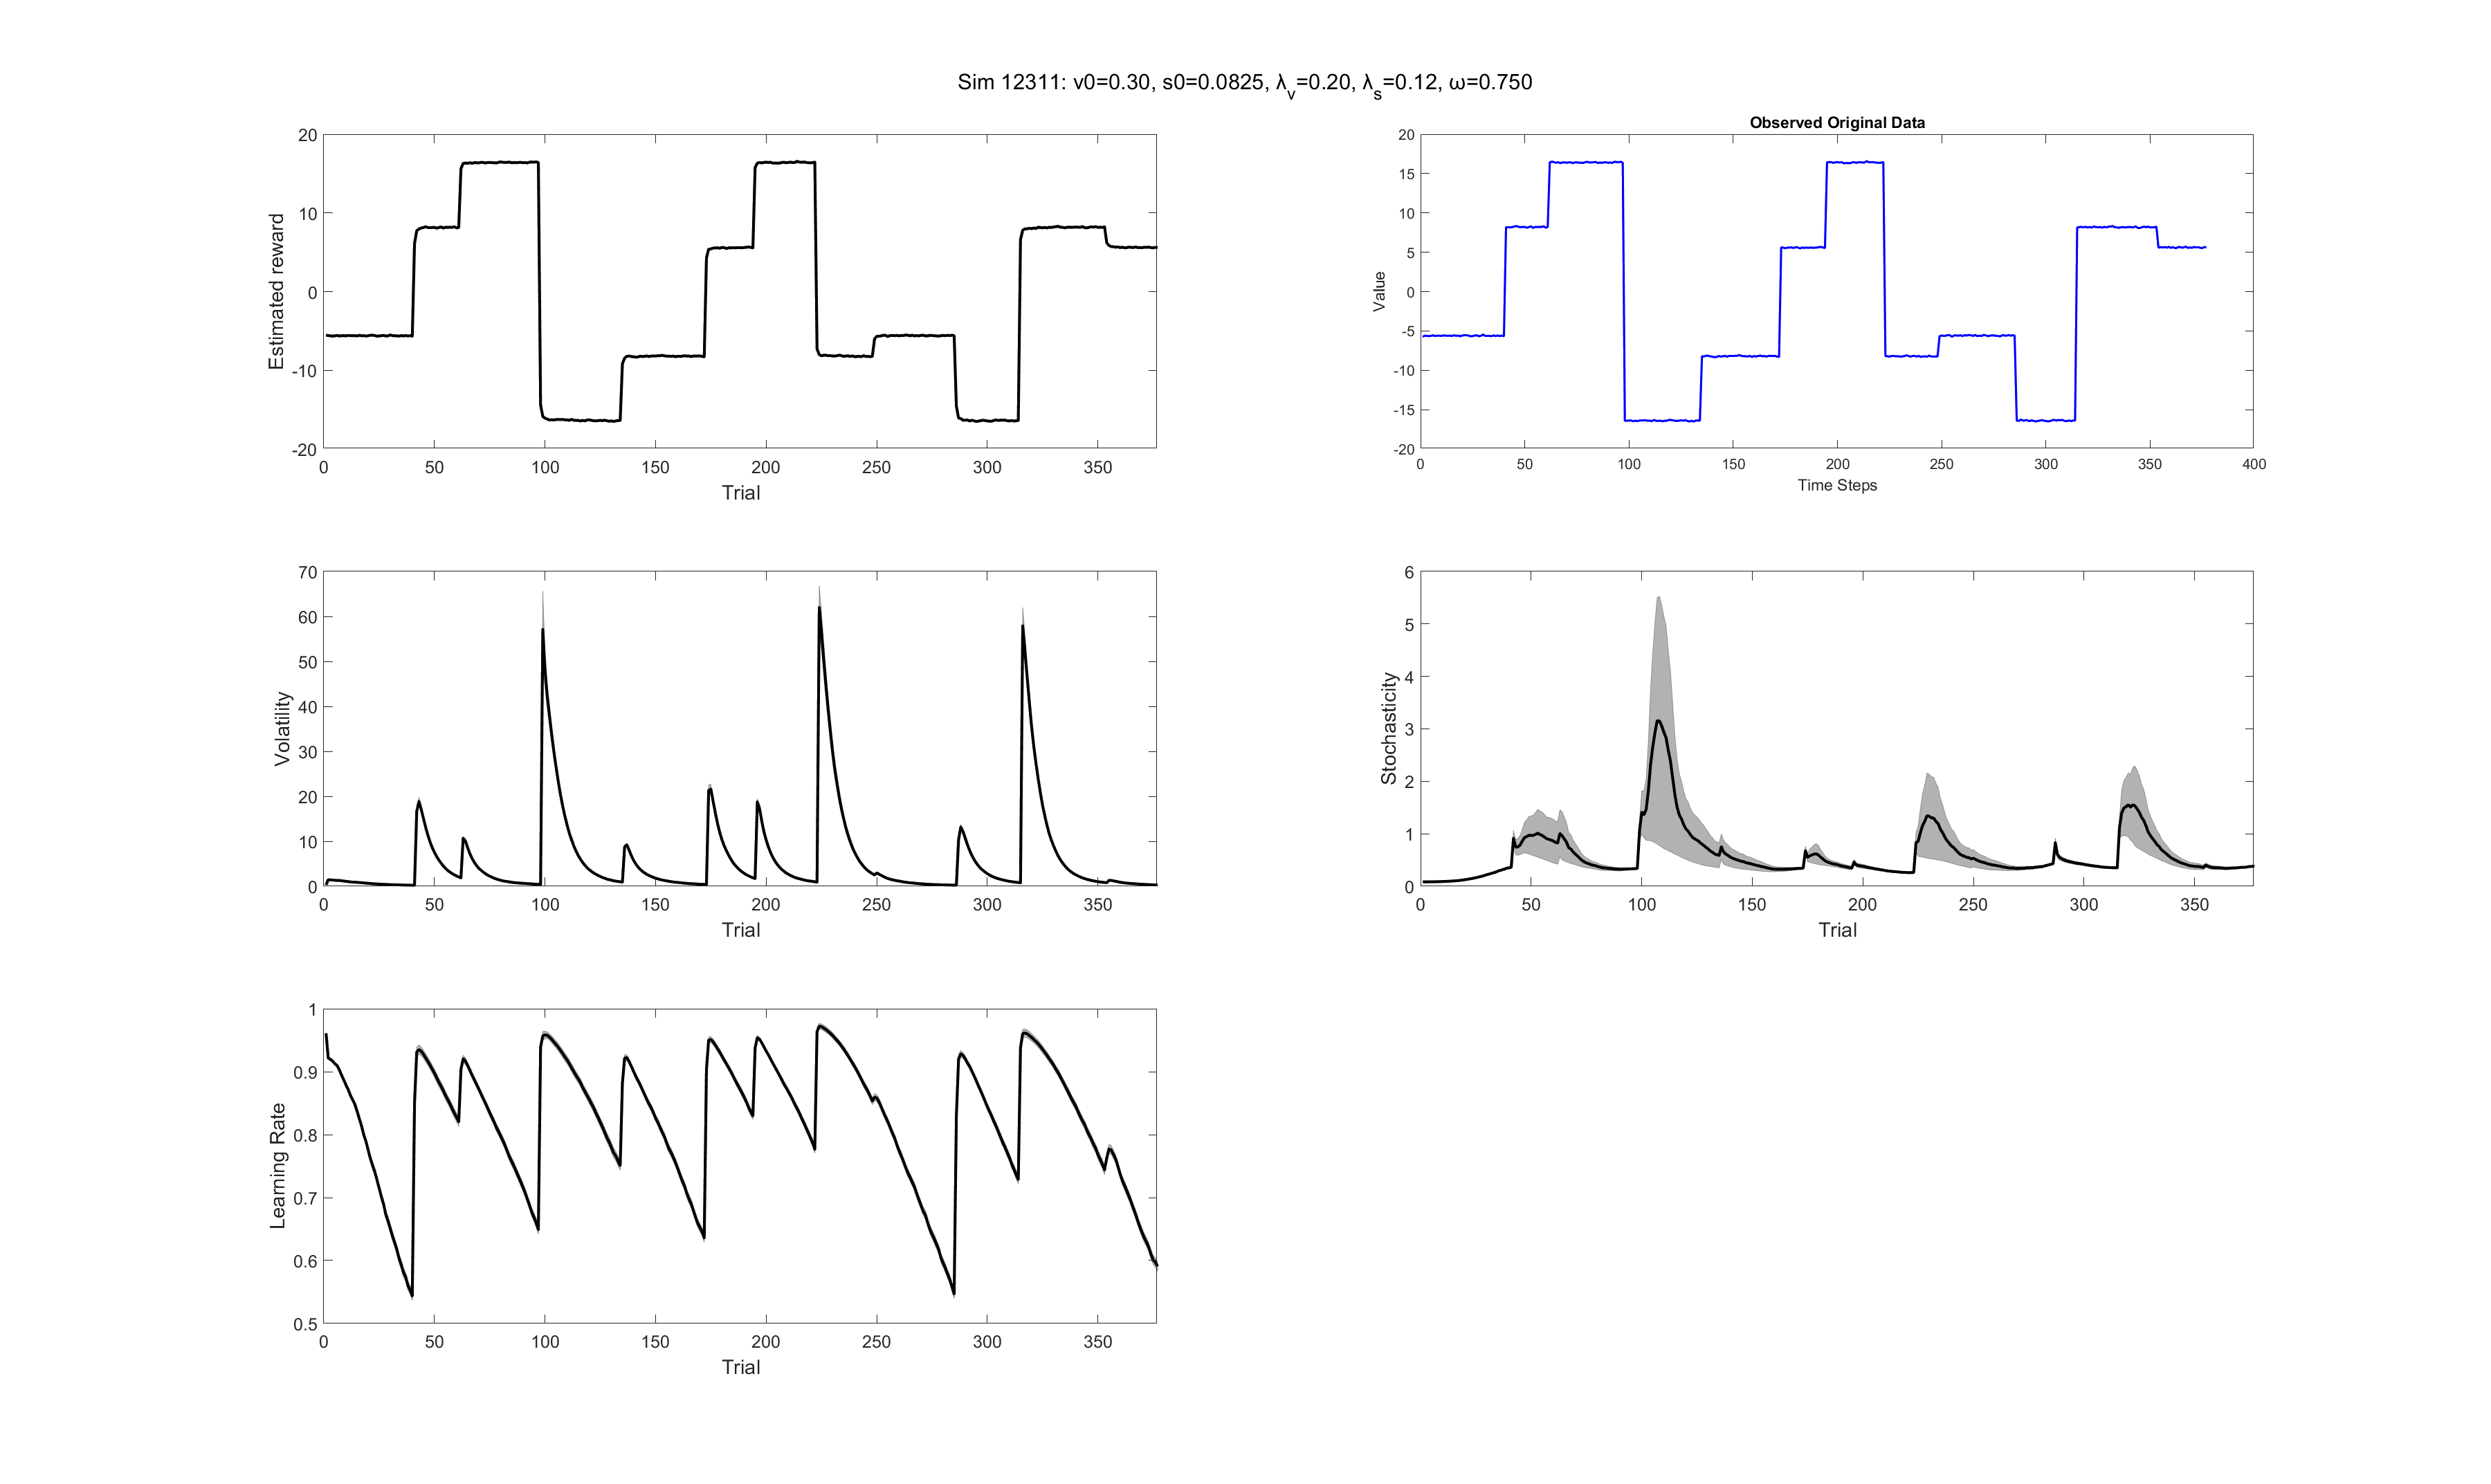 Sim 12311: v0=0.30, s0=0.0825, λv=0.20, λs=0.12, ω=0.750
20
10
0
-10
-20
Estimated reward
0 50 100 150 200 250 300 350
Trial
Observed Original Data
20
15
10
5
0
-5
-10
-15
-20
Value
0 50 100 150 200 250 300 350 400
Time Steps
70
60
50
40
30
20
10
0
Volatility
0 50 100 150 200 250 300 350
Trial
6
5
4
3
2
1
0
Stochasticity
0 50 100 150 200 250 300 350
Trial
1
0.9
0.8
0.7
0.6
0.5
Learning Rate
0 50 100 150 200 250 300 350
Trial